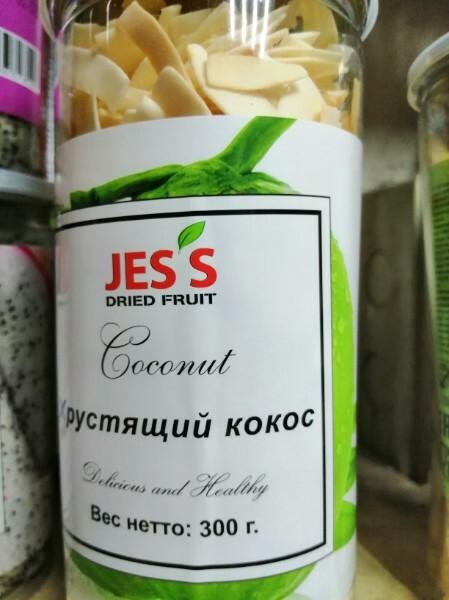 JES'S
DRIED FRUIT
Coconut
Хрустящий кокос
Delicious and Healthy
Вес нетто: 300 г.